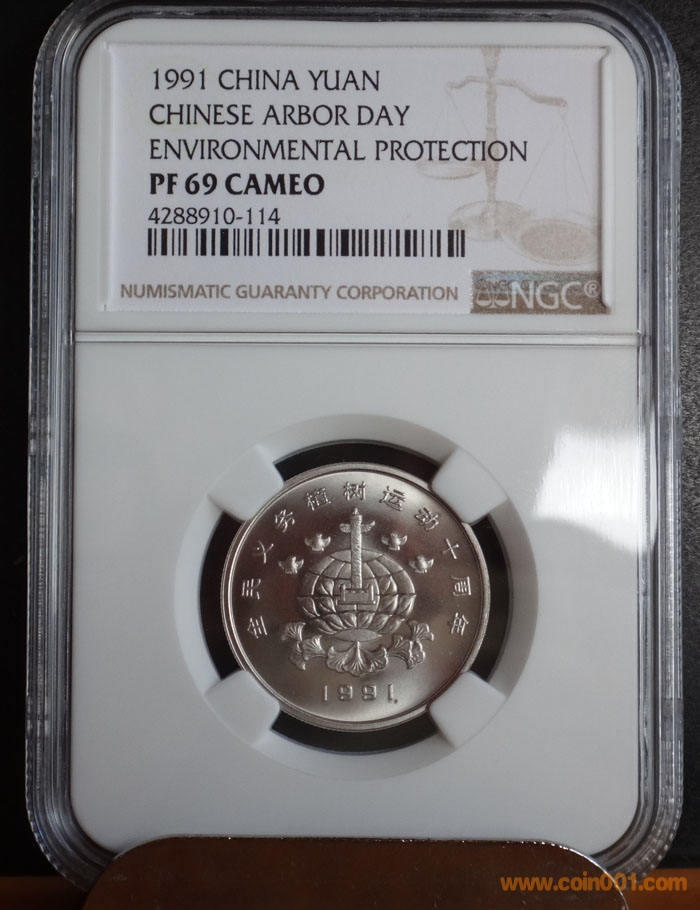 1991 CHINA YUAN
CHINESE ARBOR DAY
ENVIRONMENTAL PROTECTION
PF 69 CAMEO
4288910-114
NUMISMATIC GUARANTY CORPORATION
NGC®
全民义务植树运动十周年
1991
www.coin001.com